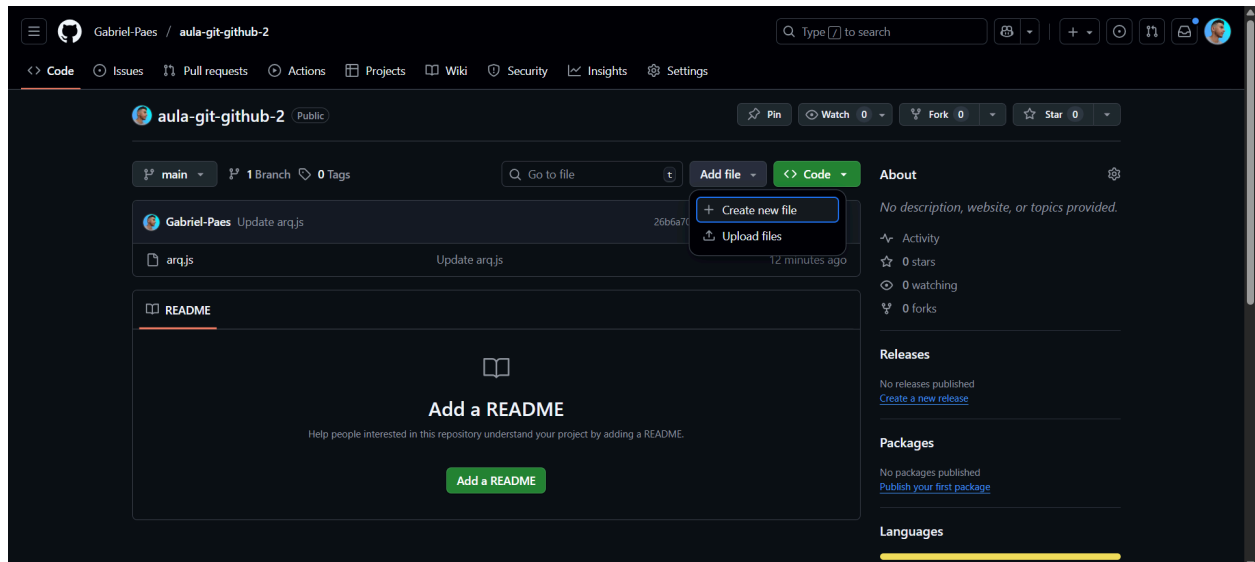 Gabriel-Paes / aula-git-github-2
Type / to search
<> Code Issues Pull requests Actions Projects Wiki Security Insights Settings
aula-git-github-2 Public
Pin Watch 0 Fork 0 Star 0
main 1 Branch 0 Tags
Go to file t
Add file
<> Code
Create new file
Upload files
Gabriel-Paes Update arq.js
arq.js Update arq.js 12 minutes ago
README
Add a README
Help people interested in this repository understand your project by adding a README.
Add a README
About
No description, website, or topics provided.
Activity
0 stars
0 watching
0 forks
Releases
No releases published
Create a new release
Packages
No packages published
Publish your first package
Languages